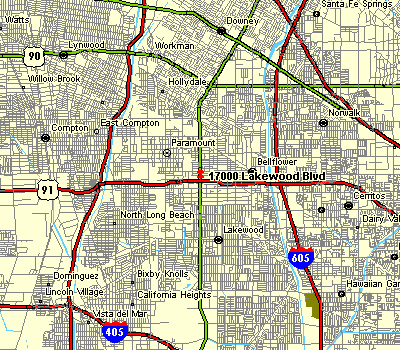 Watts
Downey
Santa Fe Springs
Lynwood
Workman
90
Willow Brook
Hollydale
Norwalk
Compton
East Compton
Paramount
Bellflower
17000 Lakewood Blvd
91
Cerritos
North Long Beach
Dairy Va
Lakewood
605
Dominguez
Bixby Knolls
Lincoln Village
California Heights
Hawaiian Gar
Vista del Mar
405